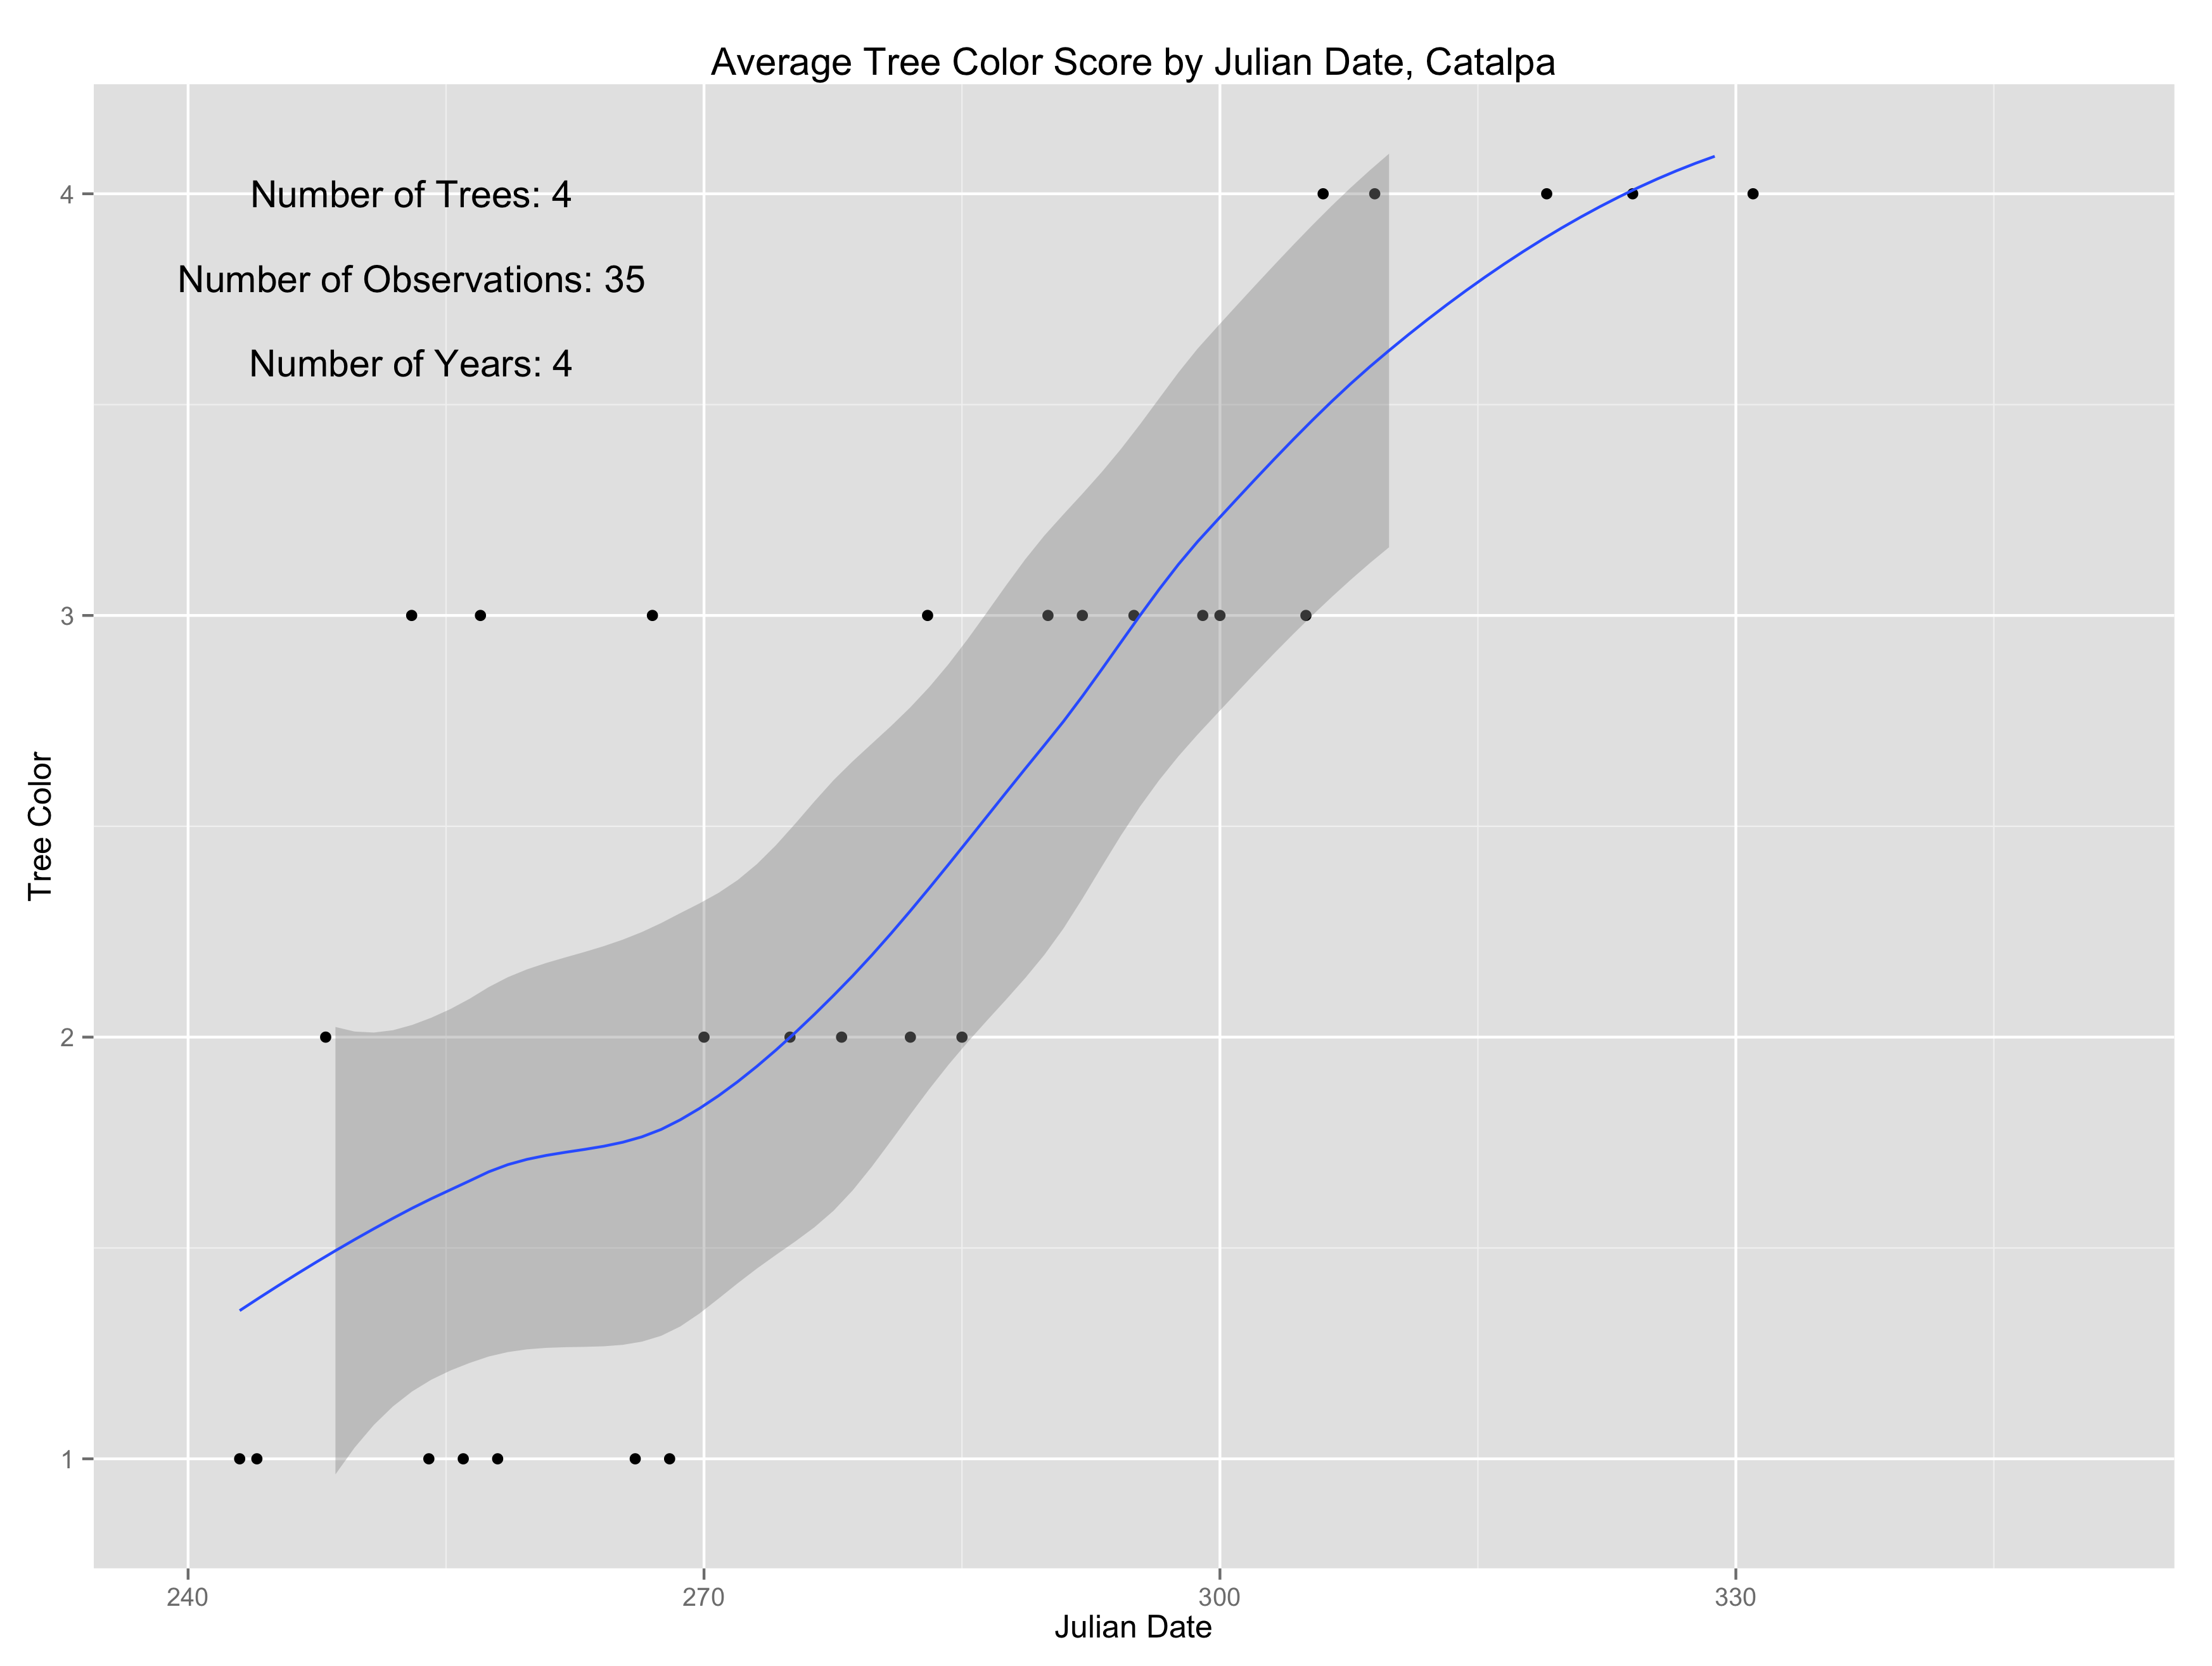 Average Tree Color Score by Julian Date, Catalpa
Number of Trees: 4
Number of Observations: 35
Number of Years: 4
Tree Color
4
3
2
1
240 270 300 330
Julian Date